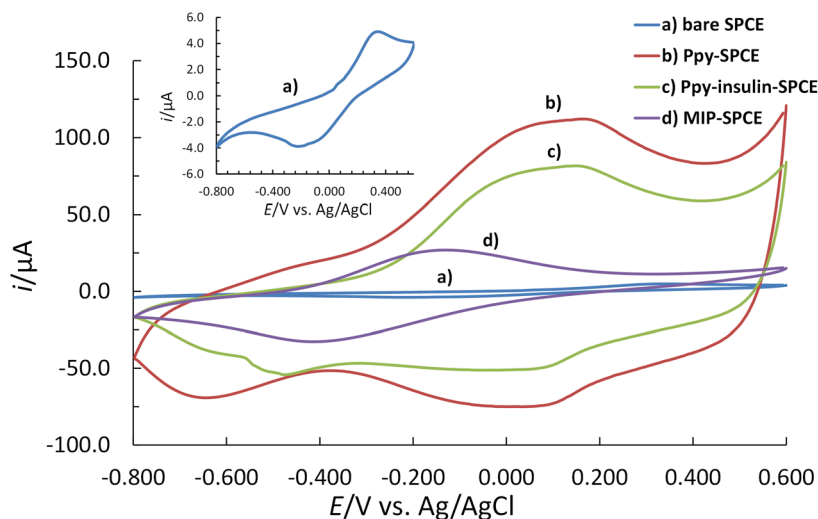 6.0
4.0
2.0
0.0
-2.0
-4.0
-6.0
i/µA
a)
-0.800
-0.400
0.000
0.400
E/V vs. Ag/AgCl
a) bare SPCE
b) Ppy-SPCE
c) Ppy-insulin-SPCE
d) MIP-SPCE
150.0
100.0
50.0
0.0
-50.0
-100.0
i/µA
b)
c)
d)
a)
-0.800
-0.600
-0.400
-0.200
0.000
0.200
0.400
0.600
E/V vs. Ag/AgCl